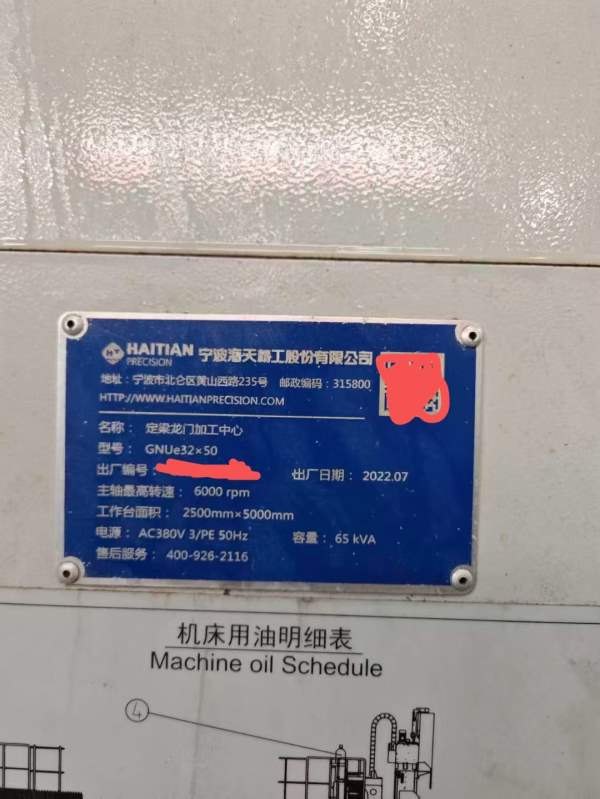 HAITIAN PRECISION 宁波海天精工股份有限公司
地址：宁波市北仑区黄山西路235号 邮政编码：315800
HTTP://WWW.HAITIANPRECISION.COM
名称： 定梁龙门加工中心
型号： GNUe32×50
出厂编号： 出厂日期： 2022.07
主轴最高转速： 6000 rpm
工作台面积： 2500mm×5000mm
电源： AC380V 3/PE 50Hz 容量： 65 kVA
售后服务： 400-926-2116
机床用油明细表
Machine oil Schedule
4